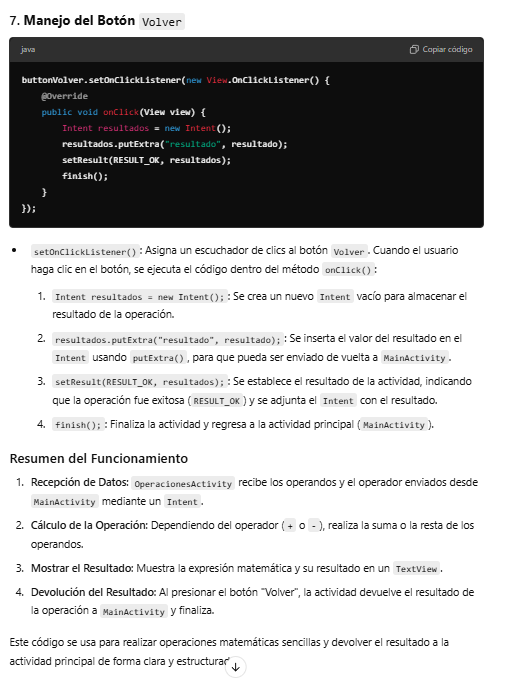 7. Manejo del Botón Volver
java
Copiar código
buttonVolver.setOnClickListener(new View.OnClickListener() {
@Override
public void onClick(View view) {
Intent resultados = new Intent();
resultados.putExtra("resultado", resultado);
setResult(RESULT_OK, resultados);
finish();
}
});
• setOnClickListener() : Asigna un escuchador de clics al botón Volver . Cuando el usuario
haga clic en el botón, se ejecuta el código dentro del método onClick() :
1. Intent resultados = new Intent(); : Se crea un nuevo Intent vacío para almacenar el
resultado de la operación.
2. resultados.putExtra("resultado", resultado); : Se inserta el valor del resultado en el
Intent usando putExtra() , para que pueda ser enviado de vuelta a MainActivity .
3. setResult(RESULT_OK, resultados); : Se establece el resultado de la actividad, indicando
que la operación fue exitosa ( RESULT_OK ) y se adjunta el Intent con el resultado.
4. finish(); : Finaliza la actividad y regresa a la actividad principal ( MainActivity ).
Resumen del Funcionamiento
1. Recepción de Datos: OperacionesActivity recibe los operandos y el operador enviados desde
MainActivity mediante un Intent .
2. Cálculo de la Operación: Dependiendo del operador ( + o - ), realiza la suma o la resta de los
operandos.
3. Mostrar el Resultado: Muestra la expresión matemática y su resultado en un TextView .
4. Devolución del Resultado: Al presionar el botón "Volver", la actividad devuelve el resultado de
la operación a MainActivity y finaliza.
Este código se usa para realizar operaciones matemáticas sencillas y devolver el resultado a la
actividad principal de forma clara y estructurad